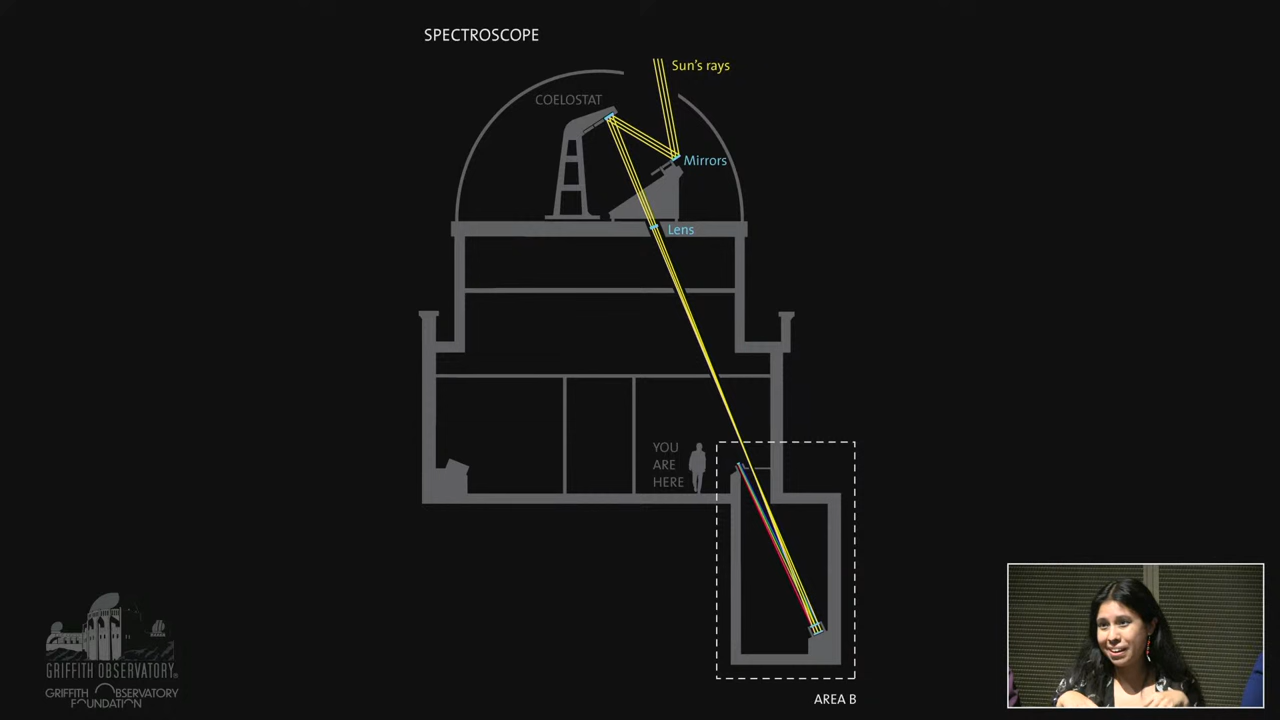 SPECTROSCOPE
Sun's rays
COELOSTAT
Mirrors
Lens
YOU
ARE
HERE
AREA B
GRIFFITH OBSERVATORY
GRIFFITH OBSERVATORY
FOUNDATION